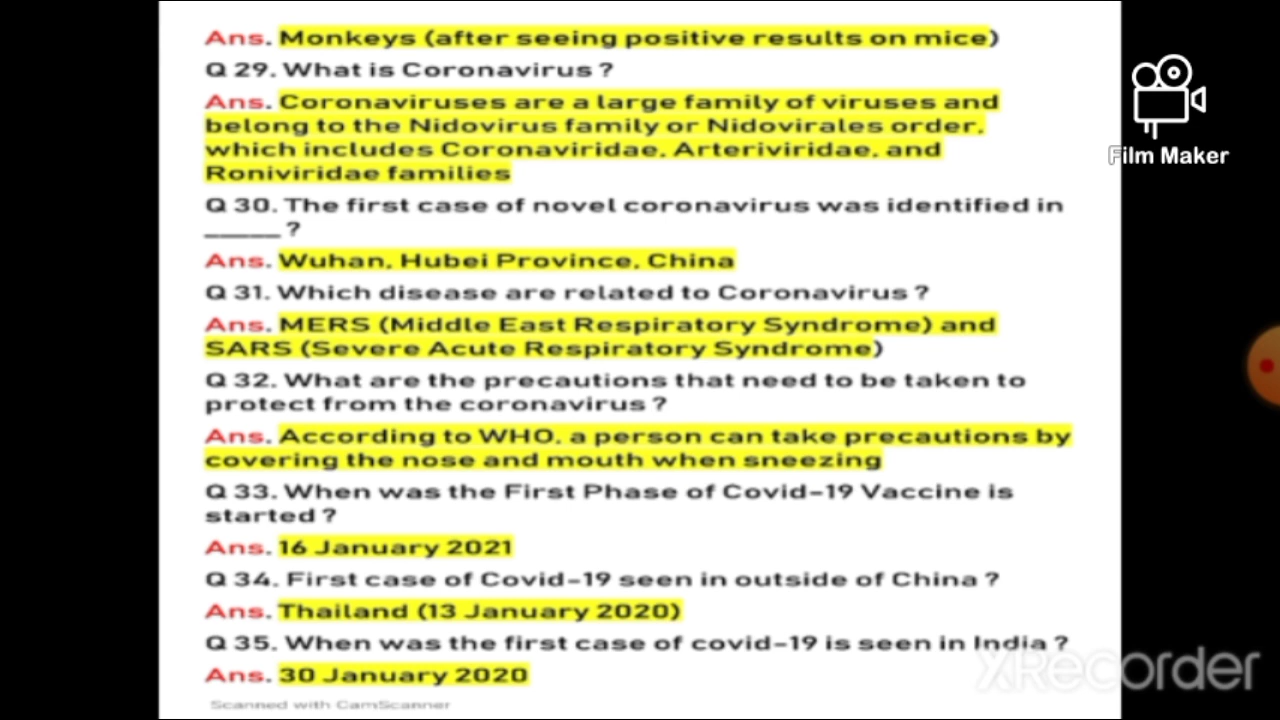 Ans. Monkeys (after seeing positive results on mice)
Q 29. What is Coronavirus ?
Ans. Coronaviruses are a large family of viruses and
belong to the Nidovirus family or Nidovirales order,
which includes Coronaviridae, Arteriviridae, and
Roniviridae families
Q 30. The first case of novel coronavirus was identified in
_____ ?
Ans. Wuhan, Hubei Province, China
Q 31. Which disease are related to Coronavirus ?
Ans. MERS (Middle East Respiratory Syndrome) and
SARS (Severe Acute Respiratory Syndrome)
Q 32. What are the precautions that need to be taken to
protect from the coronavirus ?
Ans. According to WHO, a person can take precautions by
covering the nose and mouth when sneezing
Q 33. When was the First Phase of Covid-19 Vaccine is
started ?
Ans. 16 January 2021
Q 34. First case of Covid-19 seen in outside of China ?
Ans. Thailand (13 January 2020)
Q 35. When was the first case of covid-19 is seen in India ?
Ans. 30 January 2020
Scanned with CamScanner
Film Maker
XRecorder